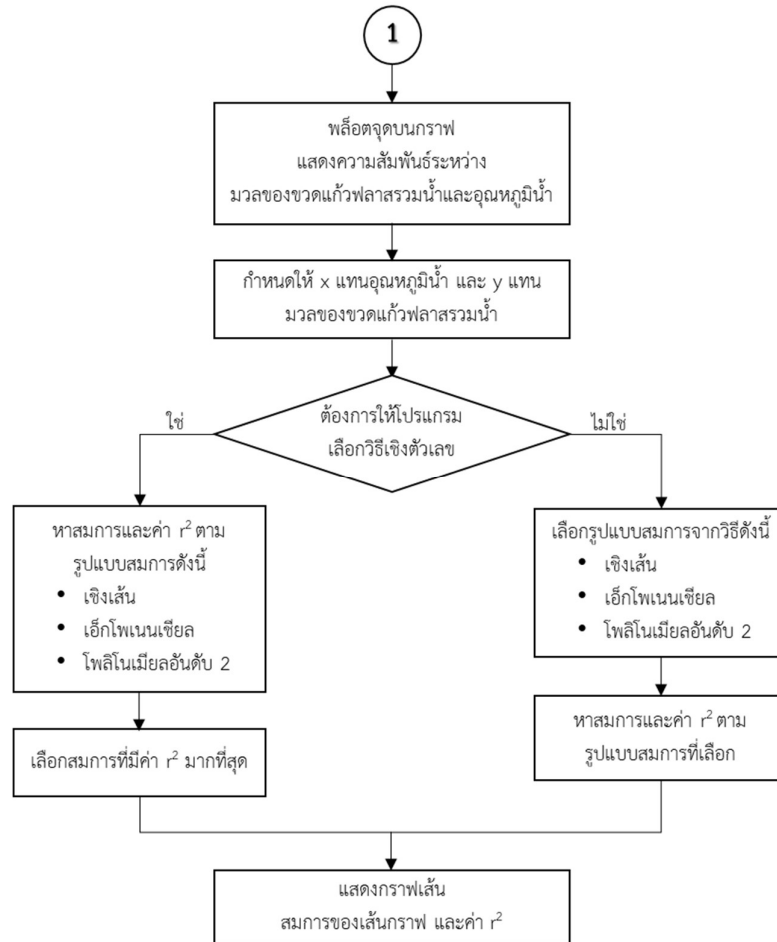 1
พล็อตจุดบนกราฟ
แสดงความสัมพันธ์ระหว่าง
มวลของขวดแก้วฟลาสรวมน้ำและอุณหภูมิน้ำ
กำหนดให้ x แทนอุณหภูมิน้ำ และ y แทน
มวลของขวดแก้วฟลาสรวมน้ำ
ต้องการให้โปรแกรม
เลือกวิธีเชิงตัวเลข
ใช่
ไม่ใช่
หาสมการและค่า r² ตาม
รูปแบบสมการดังนี้
• เชิงเส้น
• เอ็กโพเนนเชียล
• โพลิโนเมียลอันดับ 2
เลือกสมการที่มีค่า r² มากที่สุด
เลือกรูปแบบสมการจากวิธีดังนี้
• เชิงเส้น
• เอ็กโพเนนเชียล
• โพลิโนเมียลอันดับ 2
หาสมการและค่า r² ตาม
รูปแบบสมการที่เลือก
แสดงกราฟเส้น
สมการของเส้นกราฟ และค่า r²